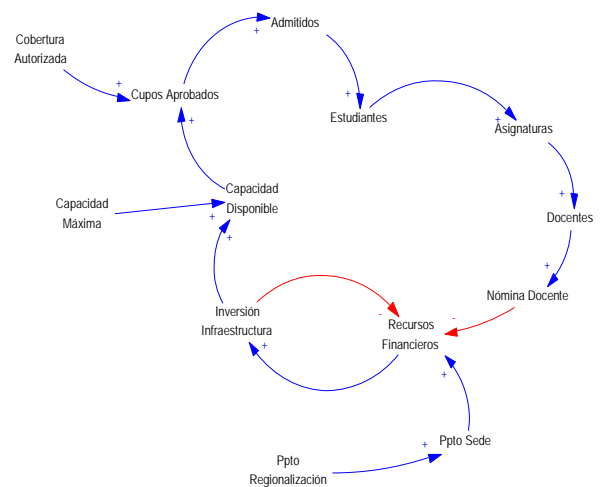 Admitidos
+
Cobertura
Autorizada
+
Cupos Aprobados
+
Estudiantes
+
Asignaturas
+
Capacidad
Disponible
+
+
Capacidad
Máxima
+
Docentes
+
Nómina Docente
Inversión
Infraestructura
+
-
-
Recursos
Financieros
+
Ppto Sede
+
Ppto
Regionalización